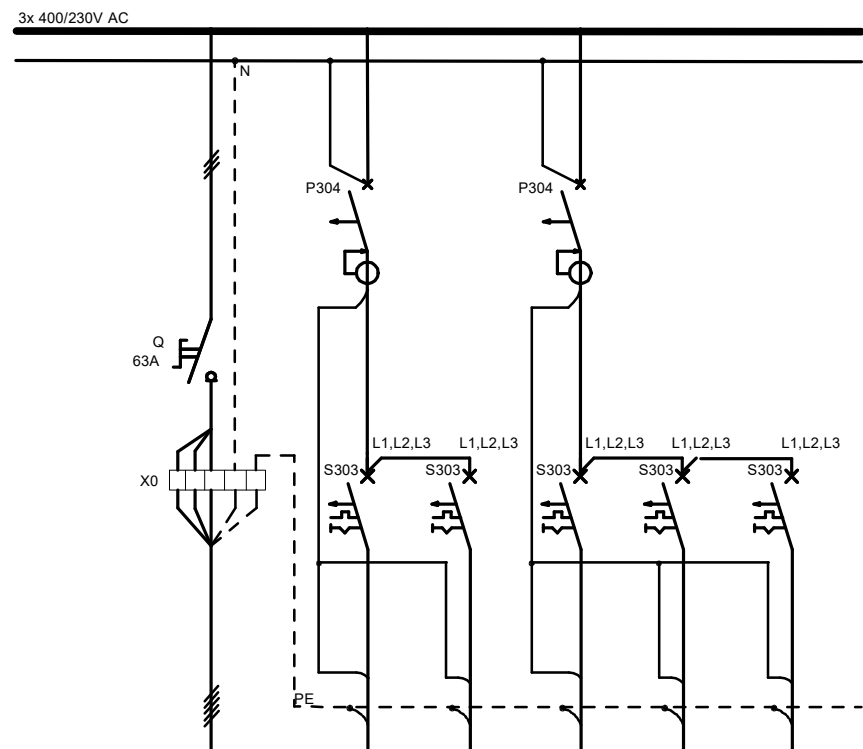 3x 400/230V AC
N
P304
P304
Q
63A
L1,L2,L3
L1,L2,L3
L1,L2,L3
L1,L2,L3
L1,L2,L3
X0
S303
S303
S303
S303
S303
PE